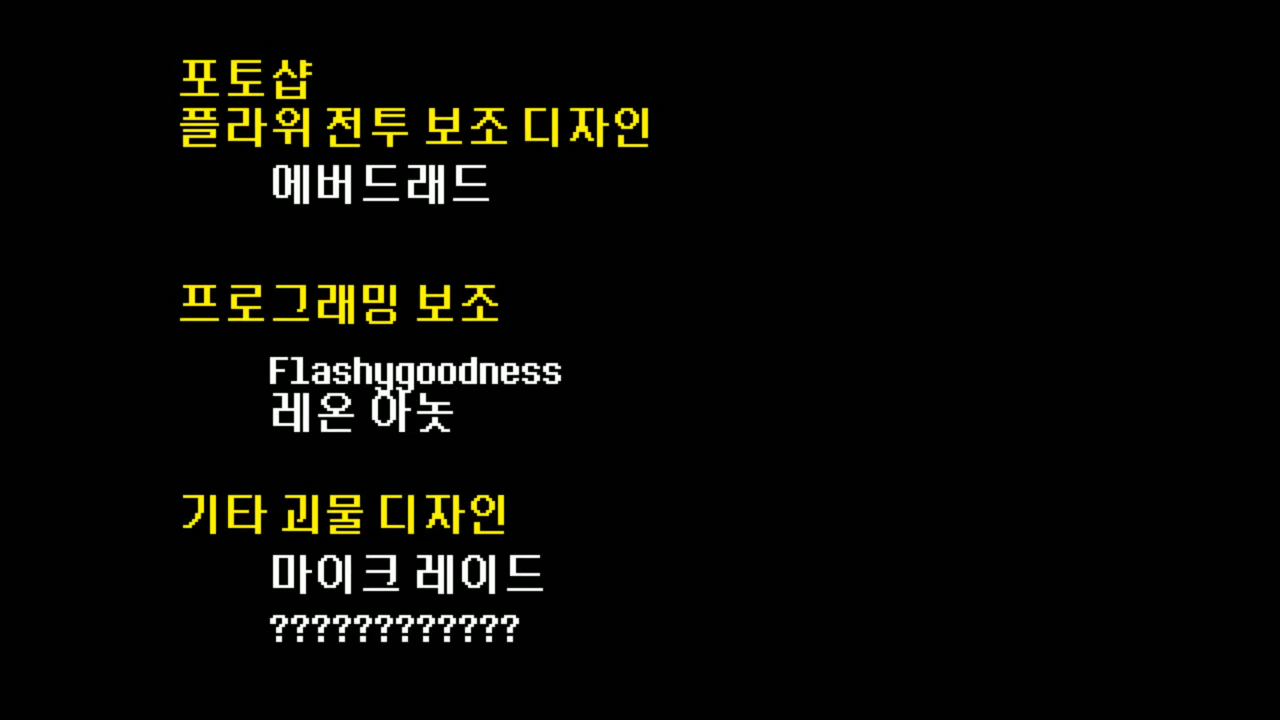 포토샵
플라위 전투 보조 디자인
에버드래드
프로그래밍 보조
Flashygoodness
레온 아놋
기타 괴물 디자인
마이크 레이드
????????????